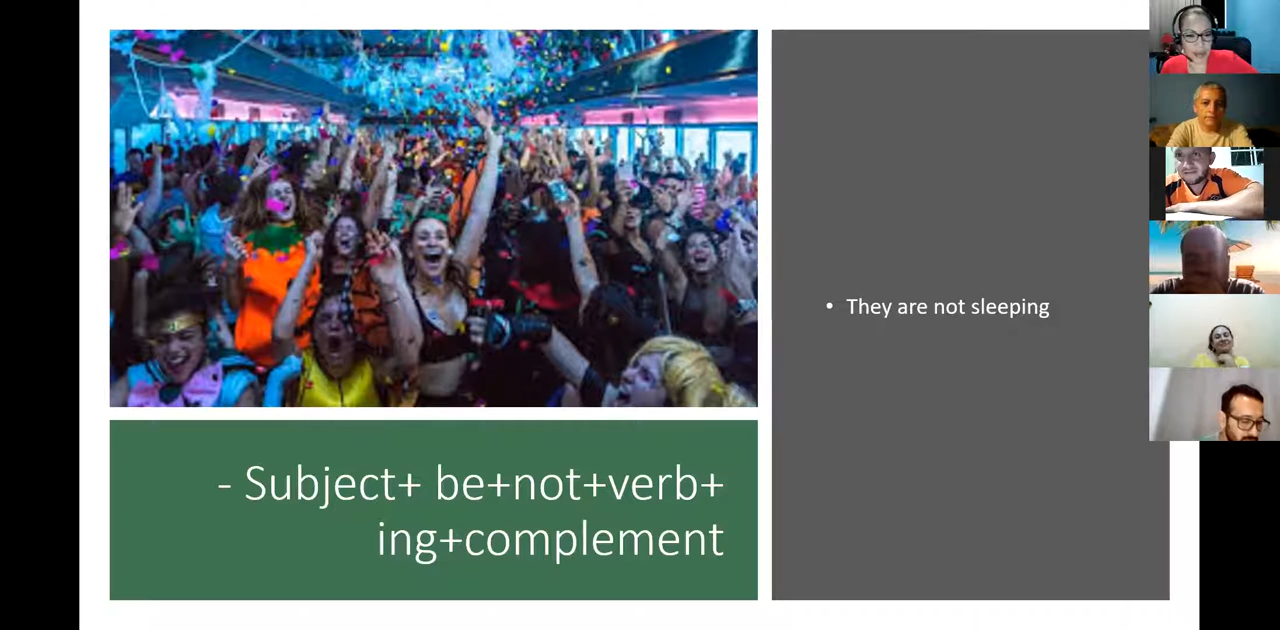 - Subject+ be+not+verb+
ing+complement
• They are not sleeping